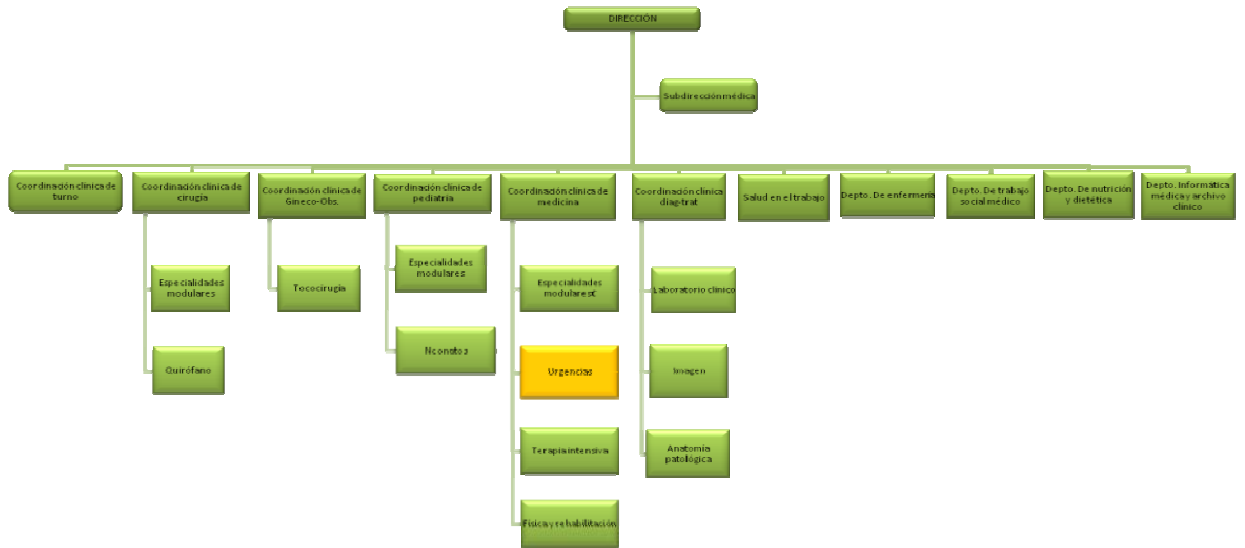 DIRECCIÓN
Subdirección médica
Coordinación clínica de
turno
Coordinación clínica de
cirugía
Coordinación clínica de
Gineco-Obs.
Coordinación clínica de
pediatría
Coordinación clínica de
medicina
Coordinación clínica
diag-trat
Salud en el trabajo
Depto. De enfermería
Depto. De trabajo
social médico
Depto. De nutrición
y dietética
Depto. Informática
médica y archivo
clínico
Especialidades
modulares
Quirófano
Tococirugía
Especialidades
modulares
Neonatos
Especialidades
modulares€
Urgencias
Terapia intensiva
Física y rehabilitación
Laboratorio clínico
Imagen
Anatomía
patológica